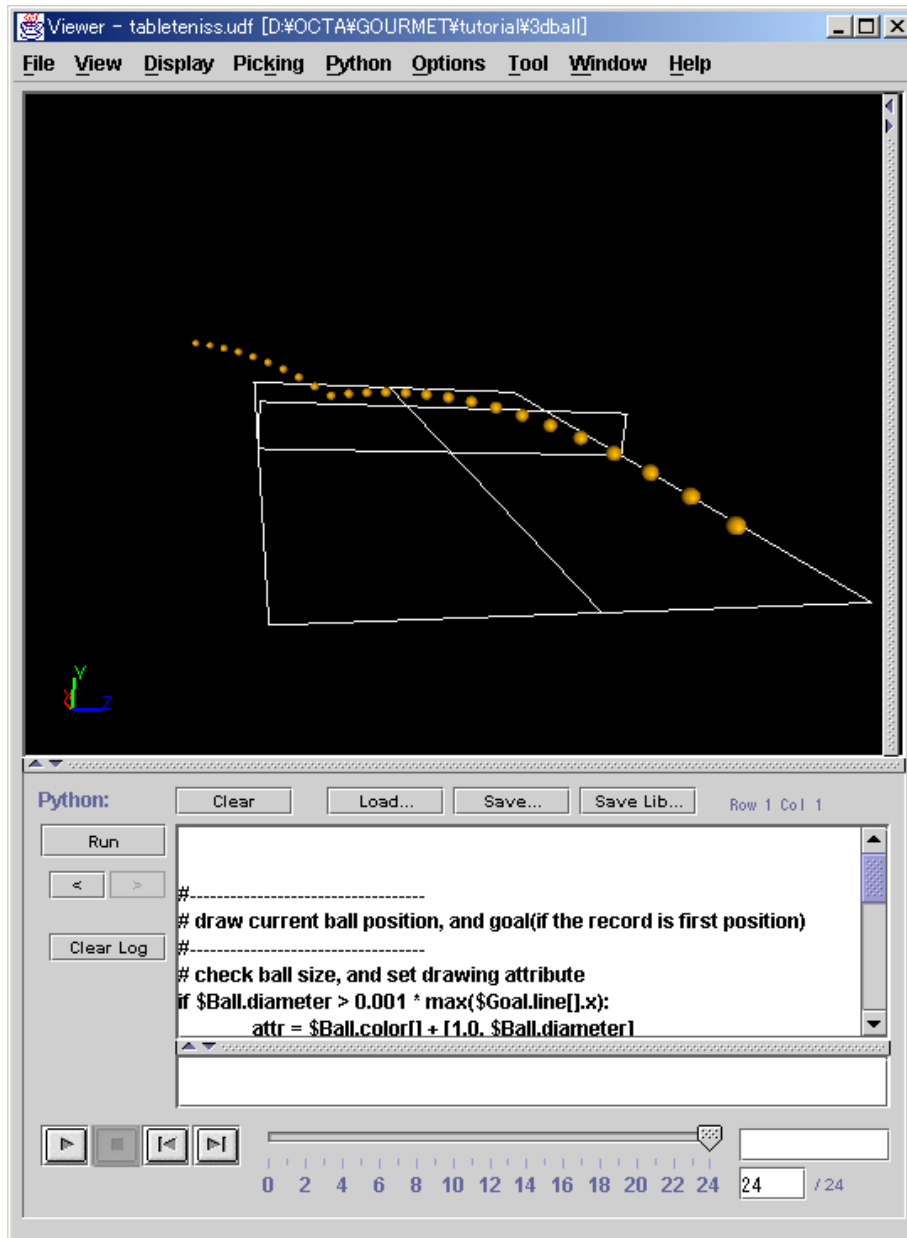 Viewer - tableteniss.udf [D:¥OCTA¥GOURMET¥tutorial¥3dball]
File View Display Picking Python Options Tool Window Help
Y
X Z
Python: Clear Load... Save... Save Lib... Row 1 Col 1
Run
< >
Clear Log
#-----------------------------------
# draw current ball position, and goal(if the record is first position)
#-----------------------------------
# check ball size, and set drawing attribute
if $Ball.diameter > 0.001 * max($Goal.line[].x):
attr = $Ball.color[] + [1.0, $Ball.diameter]
0 2 4 6 8 10 12 14 16 18 20 22 24
24 / 24